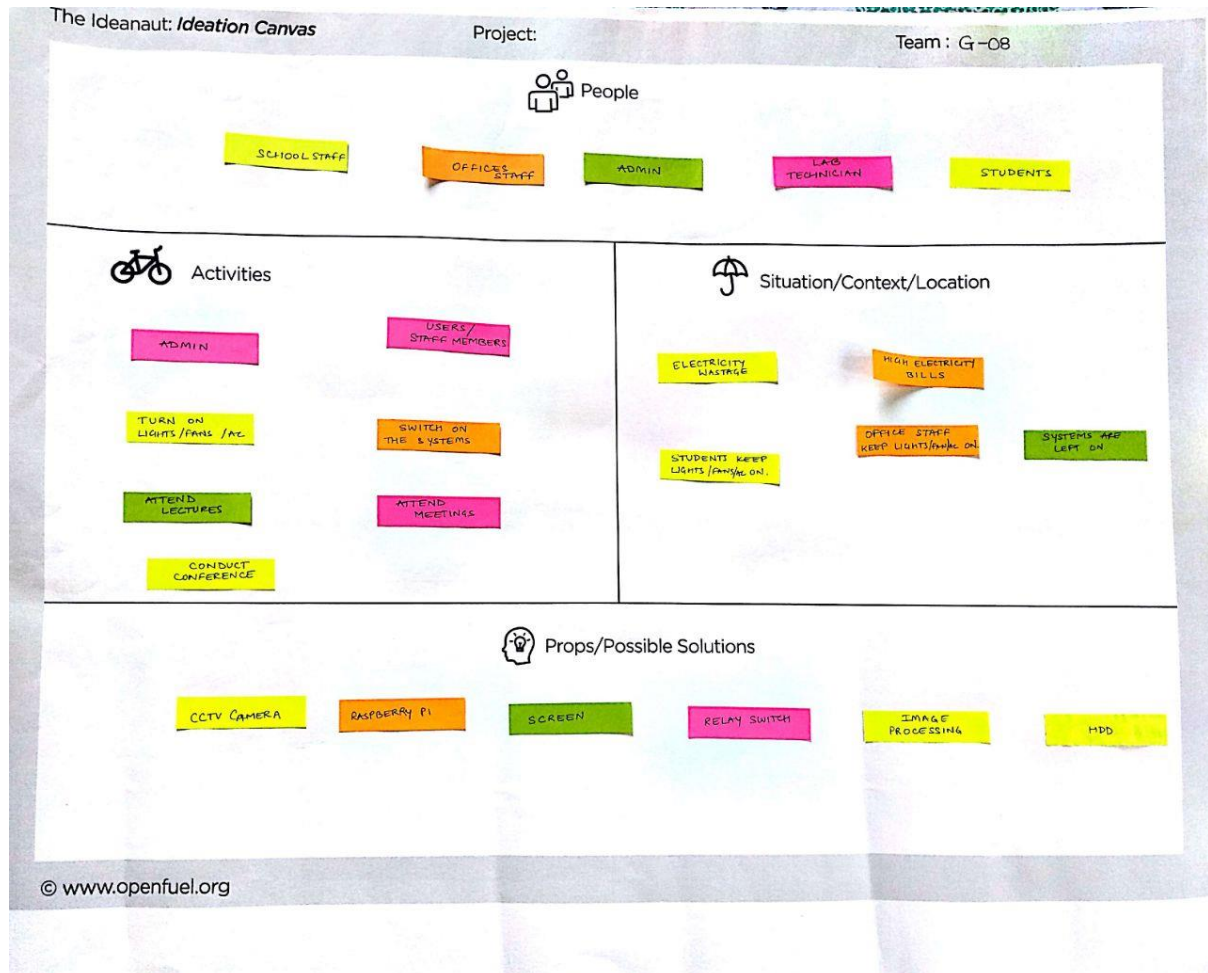 The Ideanaut: Ideation Canvas
Project:
Team : G-08
People
SCHOOL STAFF
OFFICES
STAFF
ADMIN
LAB
TECHNICIAN
STUDENTS
Activities
ADMIN
USERS/
STAFF MEMBERS
TURN ON
LIGHTS/FANS/AC
SWITCH ON
THE SYSTEMS
ATTEND
LECTURES
ATTEND
MEETINGS
CONDUCT
CONFERENCE
Situation/Context/Location
ELECTRICITY
WASTAGE
HIGH ELECTRICITY
BILLS
STUDENTS KEEP
LIGHTS/FANS/AC ON.
OFFICE STAFF
KEEP LIGHTS/FAN/AC ON.
SYSTEMS ARE
LEFT ON
Props/Possible Solutions
CCTV CAMERA
RASPBERRY PI
SCREEN
RELAY SWITCH
IMAGE
PROCESSING
HDD
© www.openfuel.org